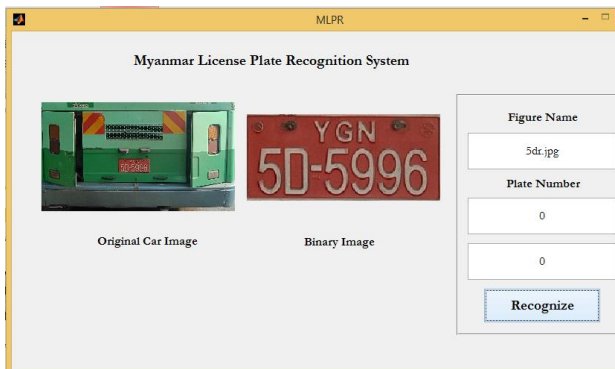 MLPR
Myanmar License Plate Recognition System
5D-5996
YGN
5D-5996
Original Car Image
Binary Image
Figure Name
5dr.jpg
Plate Number
0
0
Recognize